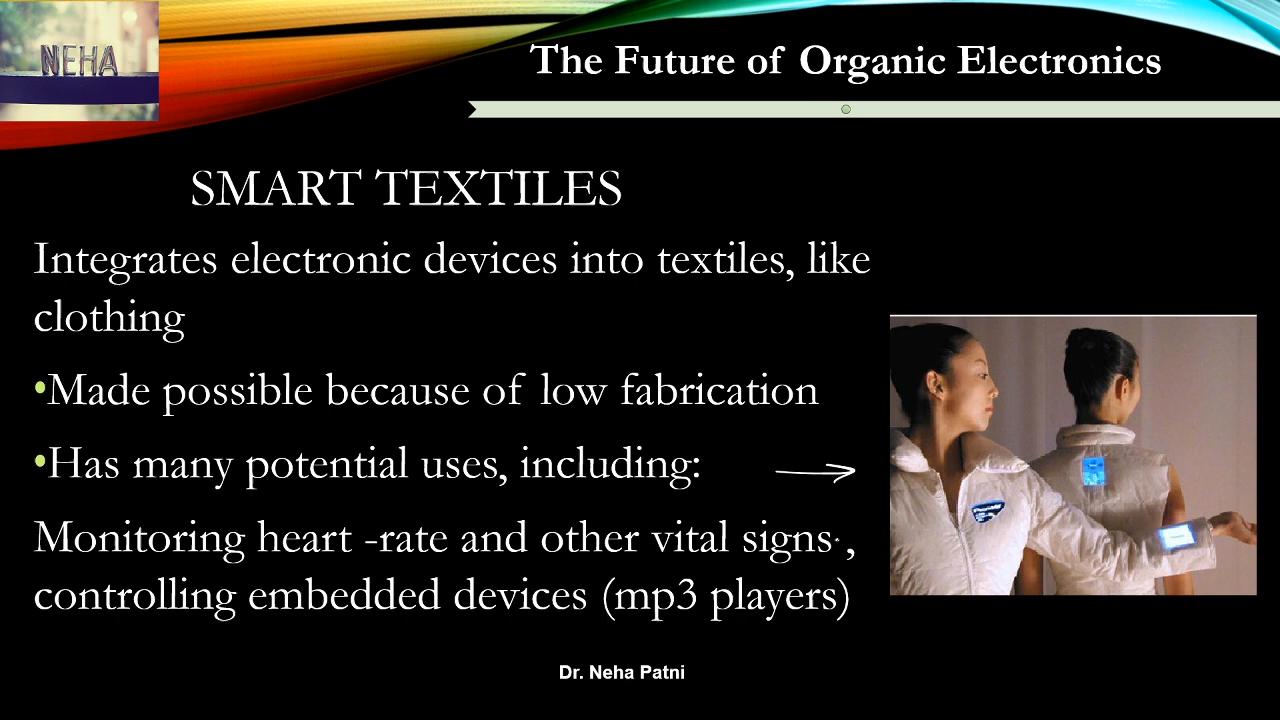 NEHA
The Future of Organic Electronics
SMART TEXTILES
Integrates electronic devices into textiles, like
clothing
•Made possible because of low fabrication
•Has many potential uses, including:
Monitoring heart -rate and other vital signs ,
controlling embedded devices (mp3 players)
Dr. Neha Patni